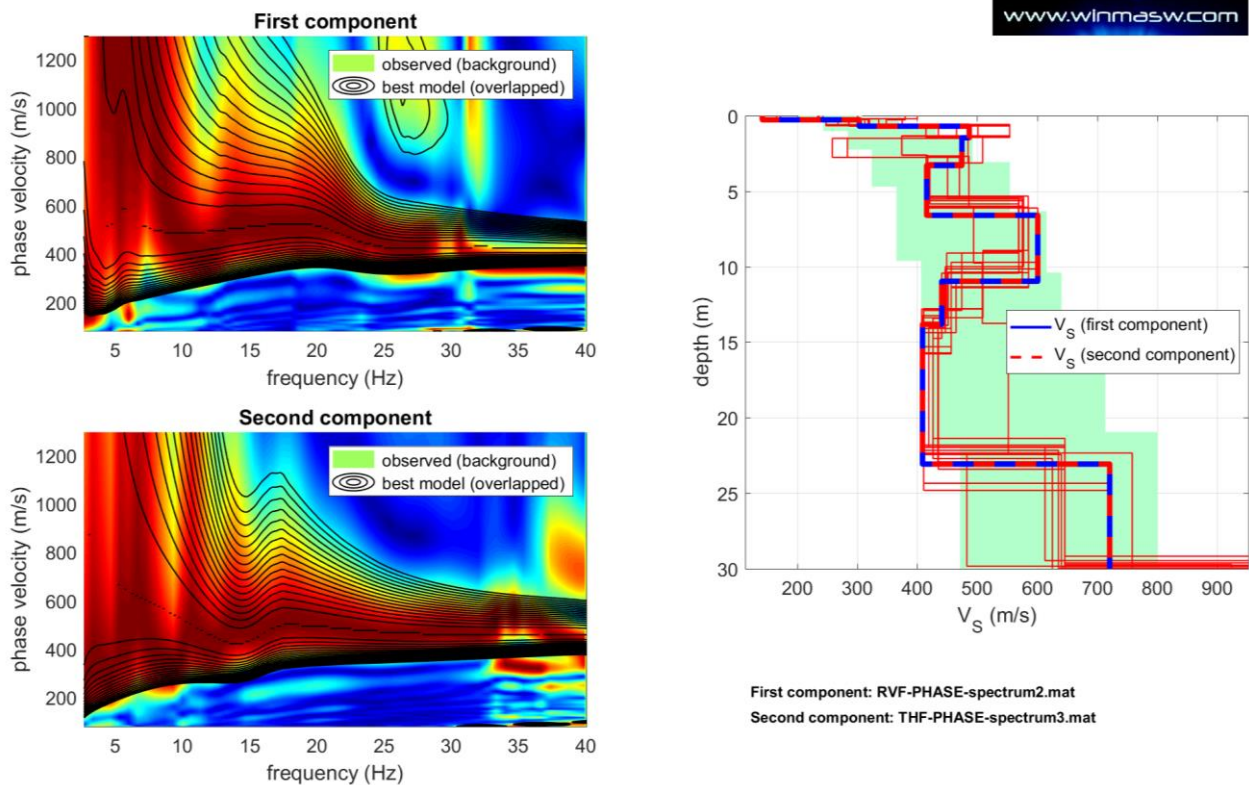 First component
observed (background)
best model (overlapped)
1200
1000
800
600
400
200
phase velocity (m/s)
5 10 15 20 25 30 35 40
frequency (Hz)
Second component
observed (background)
best model (overlapped)
1200
1000
800
600
400
200
phase velocity (m/s)
5 10 15 20 25 30 35 40
frequency (Hz)
www.winmasw.com
0
5
10
15
20
25
30
depth (m)
V_S (first component)
V_S (second component)
200 300 400 500 600 700 800 900
V_S (m/s)
First component: RVF-PHASE-spectrum2.mat
Second component: THF-PHASE-spectrum3.mat